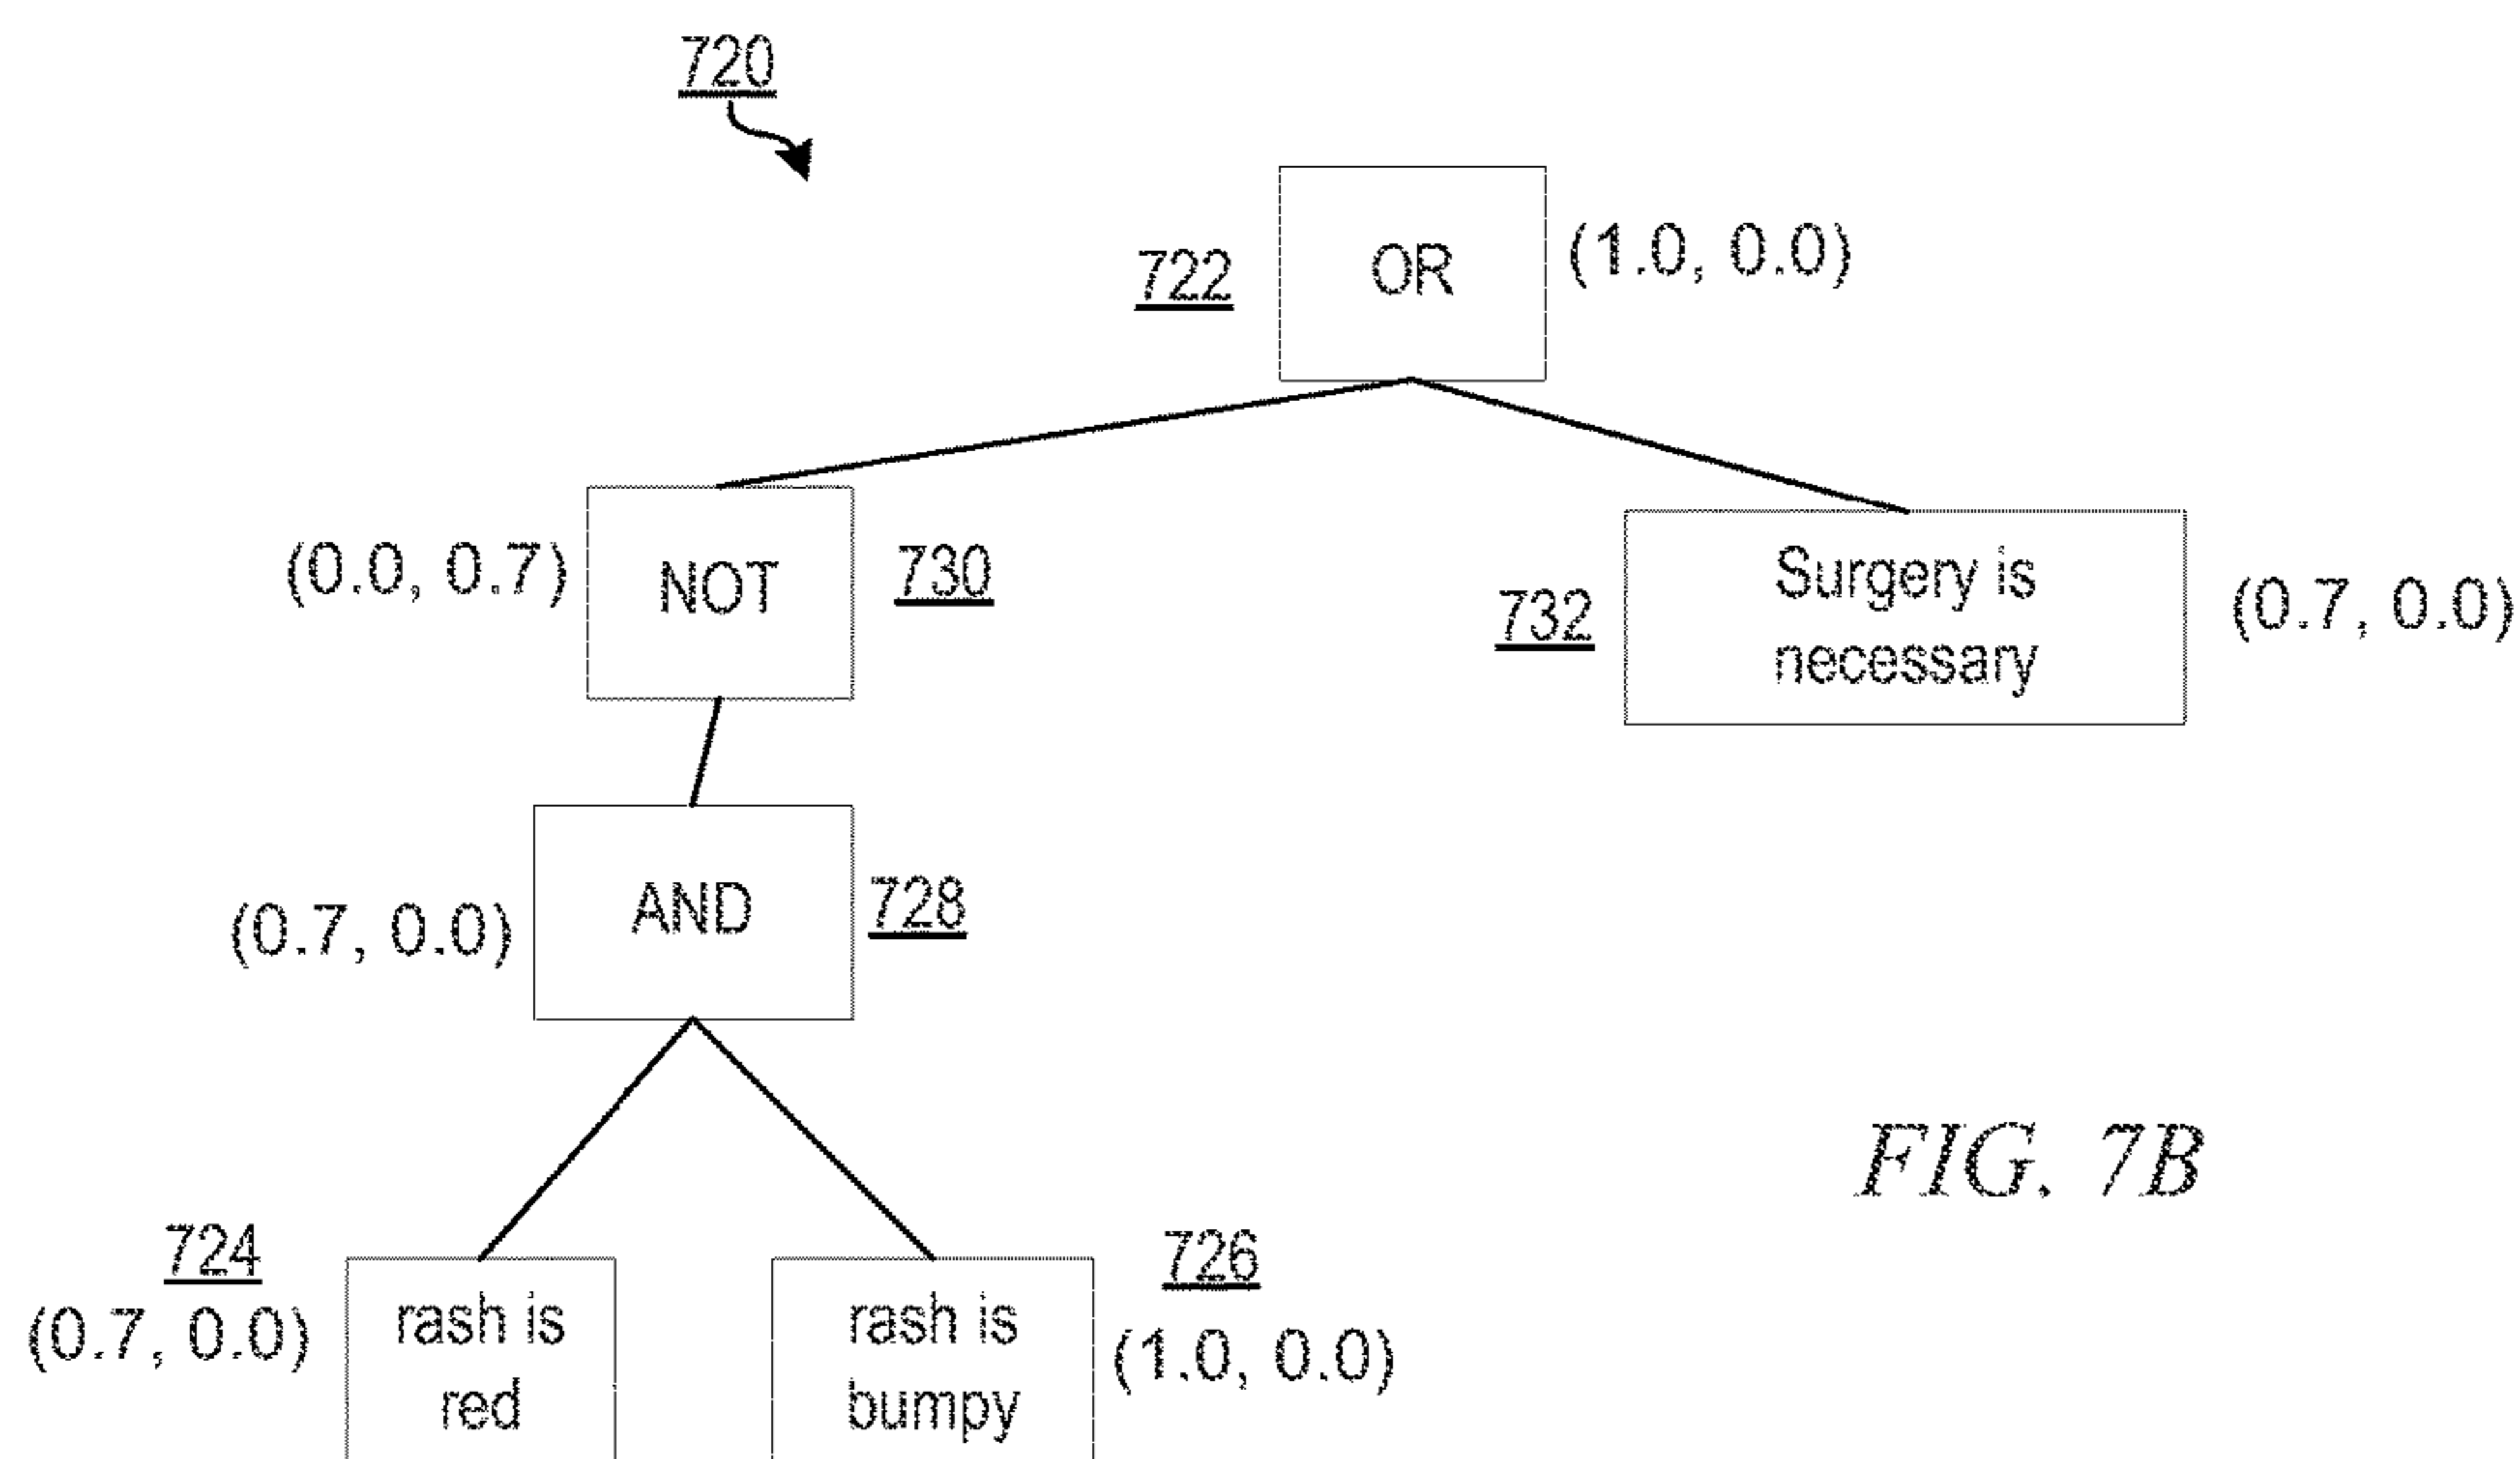 720
722
OR
(1.0, 0.0)
(0.0, 0.7)
NOT
730
732
Surgery is
necessary
(0.7, 0.0)
(0.7, 0.0)
AND
728
FIG. 7B
724
(0.7, 0.0)
rash is
red
rash is
bumpy
726
(1.0, 0.0)